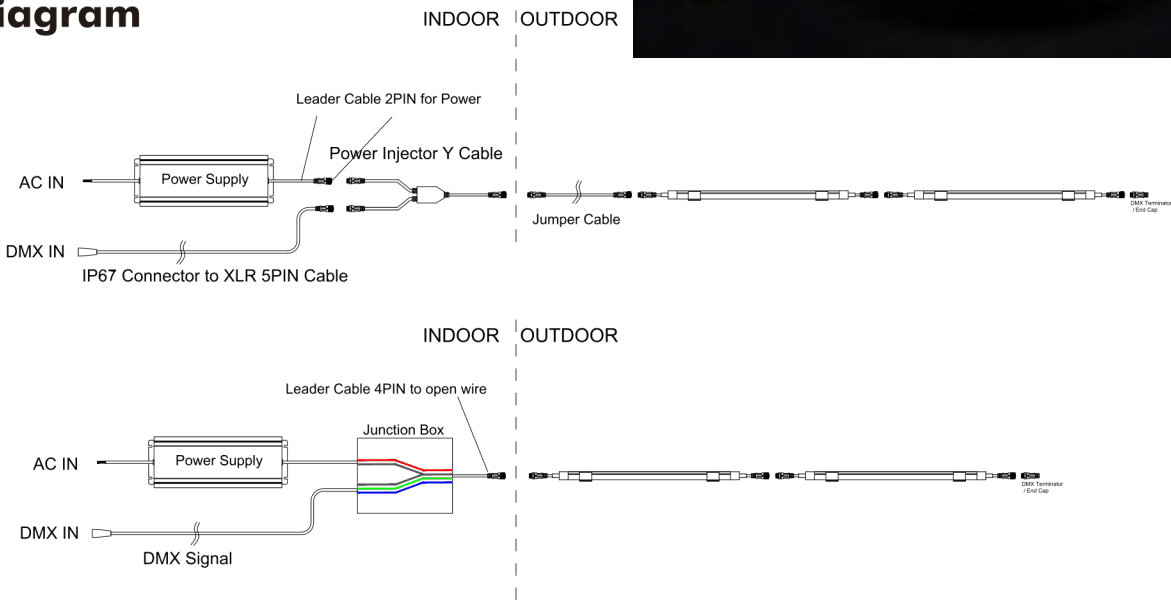 iagram
INDOOR OUTDOOR
Leader Cable 2PIN for Power
Power Injector Y Cable
AC IN
Power Supply
Jumper Cable
DMX Terminator
/ End Cap
DMX IN
IP67 Connector to XLR 5PIN Cable
INDOOR OUTDOOR
Leader Cable 4PIN to open wire
Junction Box
AC IN
Power Supply
DMX Terminator
/ End Cap
DMX IN
DMX Signal